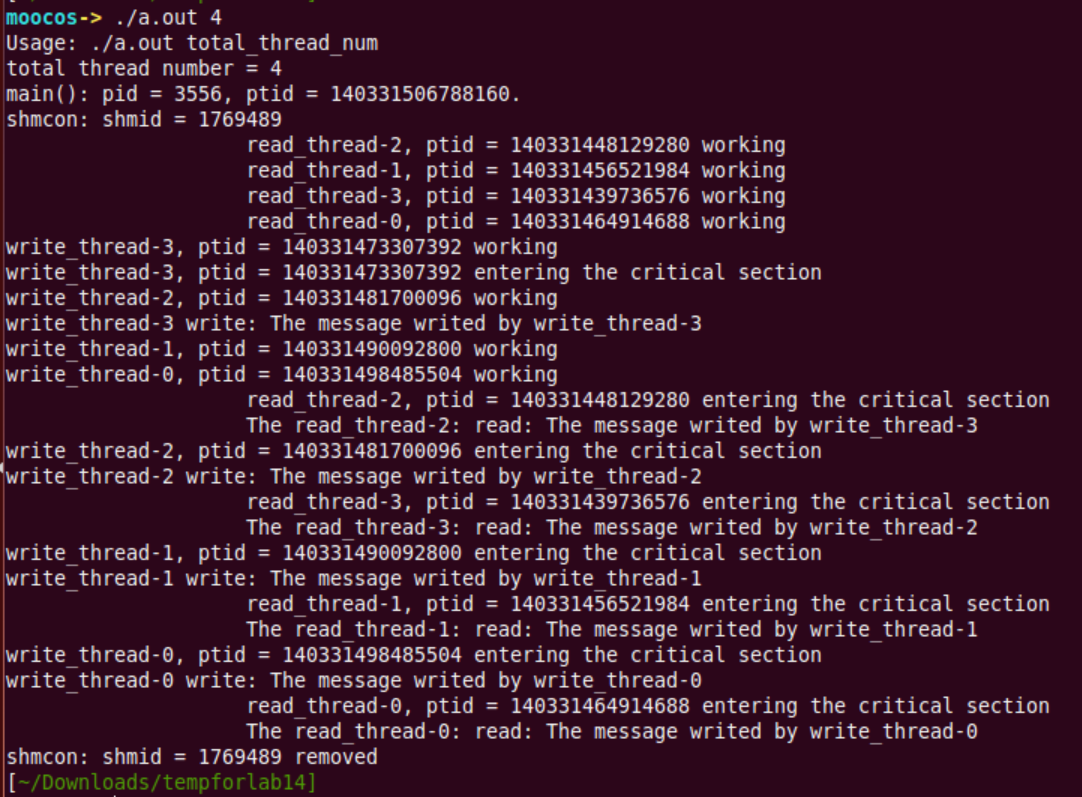 moocos-> ./a.out 4
Usage: ./a.out total_thread_num
total thread number = 4
main(): pid = 3556, ptid = 140331506788160.
shmcon: shmid = 1769489
read_thread-2, ptid = 140331448129280 working
read_thread-1, ptid = 140331456521984 working
read_thread-3, ptid = 140331439736576 working
read_thread-0, ptid = 140331464914688 working
write_thread-3, ptid = 140331473307392 working
write_thread-3, ptid = 140331473307392 entering the critical section
write_thread-2, ptid = 140331481700096 working
write_thread-3 write: The message writed by write_thread-3
write_thread-1, ptid = 140331490092800 working
write_thread-0, ptid = 140331498485504 working
read_thread-2, ptid = 140331448129280 entering the critical section
The read_thread-2: read: The message writed by write_thread-3
write_thread-2, ptid = 140331481700096 entering the critical section
write_thread-2 write: The message writed by write_thread-2
read_thread-3, ptid = 140331439736576 entering the critical section
The read_thread-3: read: The message writed by write_thread-2
write_thread-1, ptid = 140331490092800 entering the critical section
write_thread-1 write: The message writed by write_thread-1
read_thread-1, ptid = 140331456521984 entering the critical section
The read_thread-1: read: The message writed by write_thread-1
write_thread-0, ptid = 140331498485504 entering the critical section
write_thread-0 write: The message writed by write_thread-0
read_thread-0, ptid = 140331464914688 entering the critical section
The read_thread-0: read: The message writed by write_thread-0
shmcon: shmid = 1769489 removed
[~/Downloads/tempforlab14]